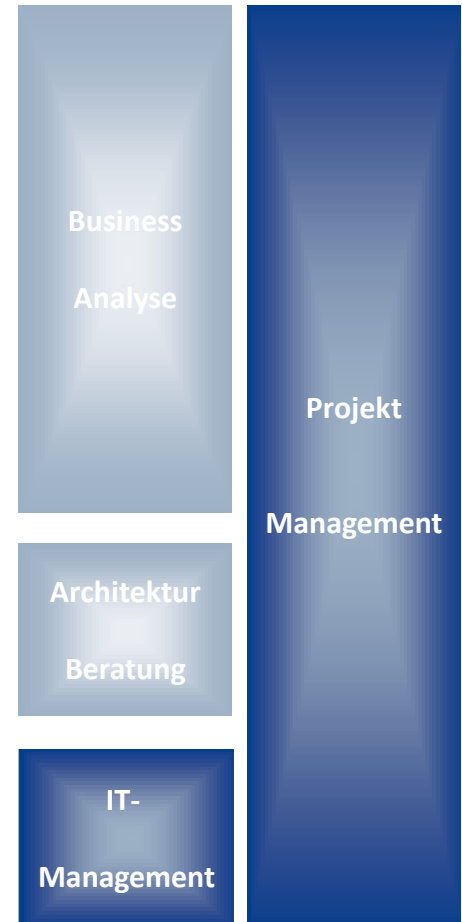 Business
Analyse
Architektur
Beratung
IT-
Management
Projekt
Management